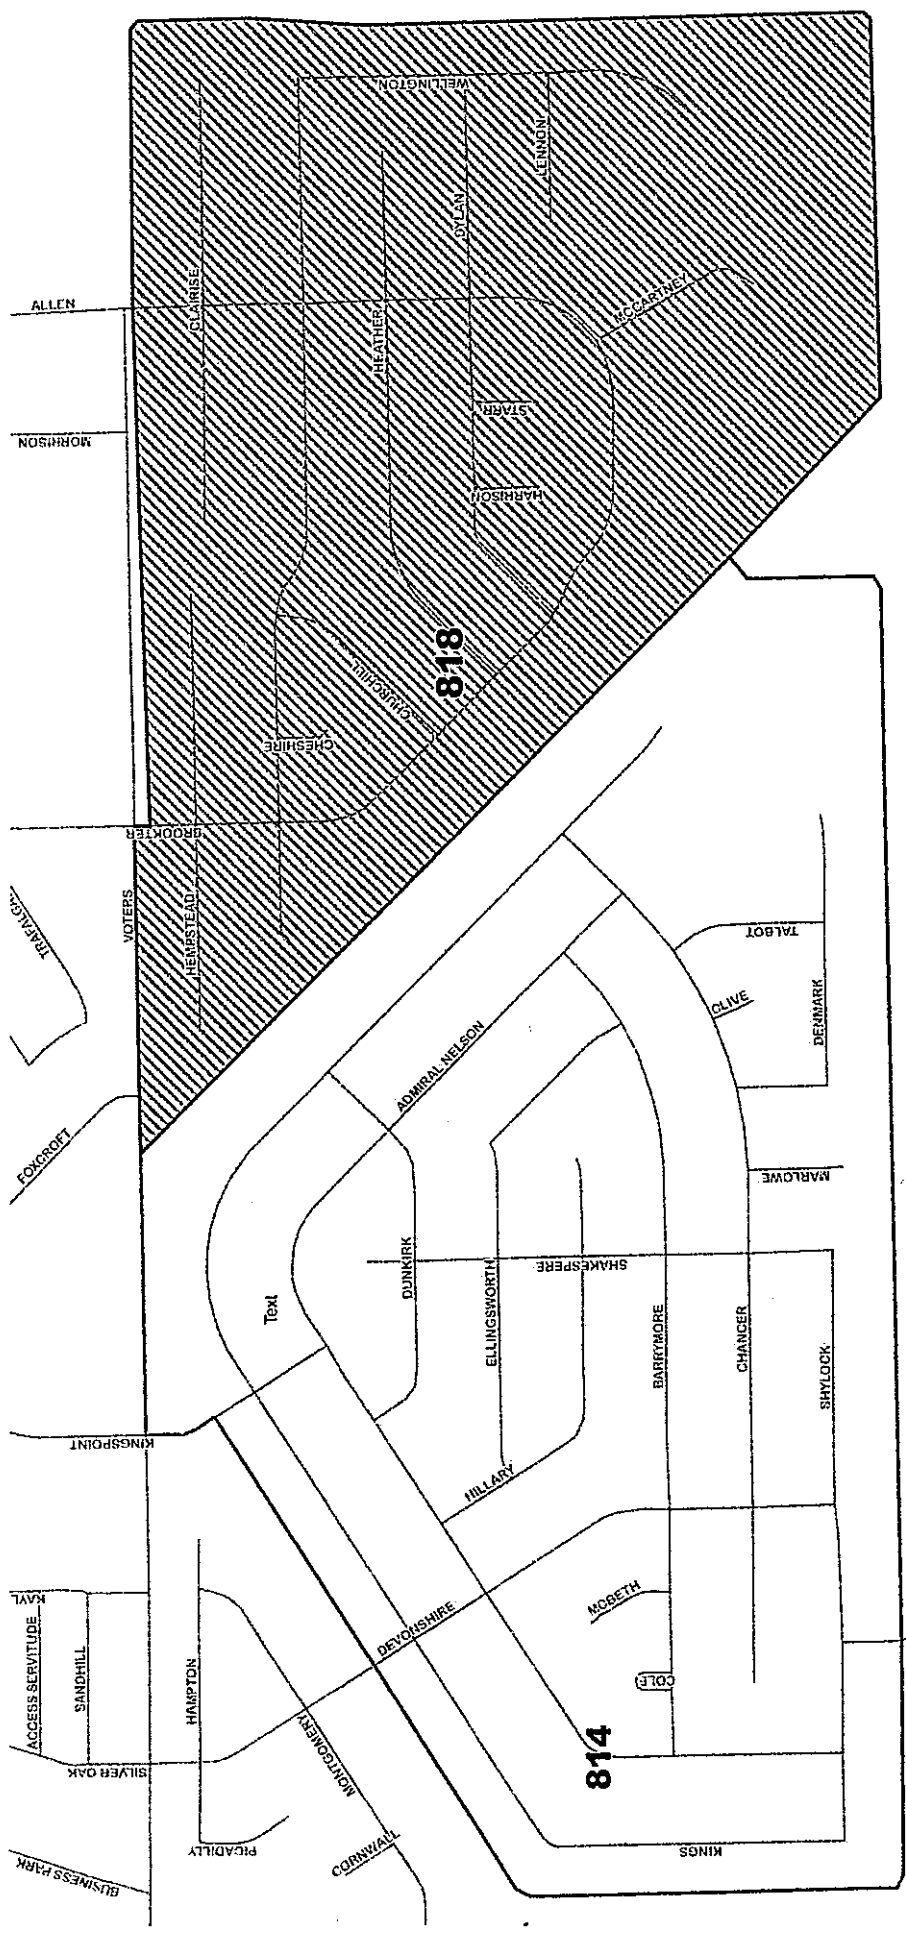 WELLINGTON
LENNON
DYLAN
CLAIRISE
ALLEN
HEATHER
MCCARTNEY
STARR
MORRISON
HARRISON
818
CHURCHILL
CHESHIRE
BROOKTER
VOTERS
HEMPSTEAD
TALBOT
OLIVE
DENMARK
ADMIRAL NELSON
FOXCROFT
MARLOWE
DUNKIRK
SHAKESPERE
ELLINGSWORTH
Text
BARRYMORE
CHANCER
SHYLOCK
KINGSPOINT
HILLARY
KAYL
ACCESS SERVITUDE
SANDHILL
HAMPTON
DEVONSHIRE
MCBETH
COLE
MONTGOMERY
814
SILVER OAK
PICADILLY
CORNWALL
KINGS
BUSINESS PARK